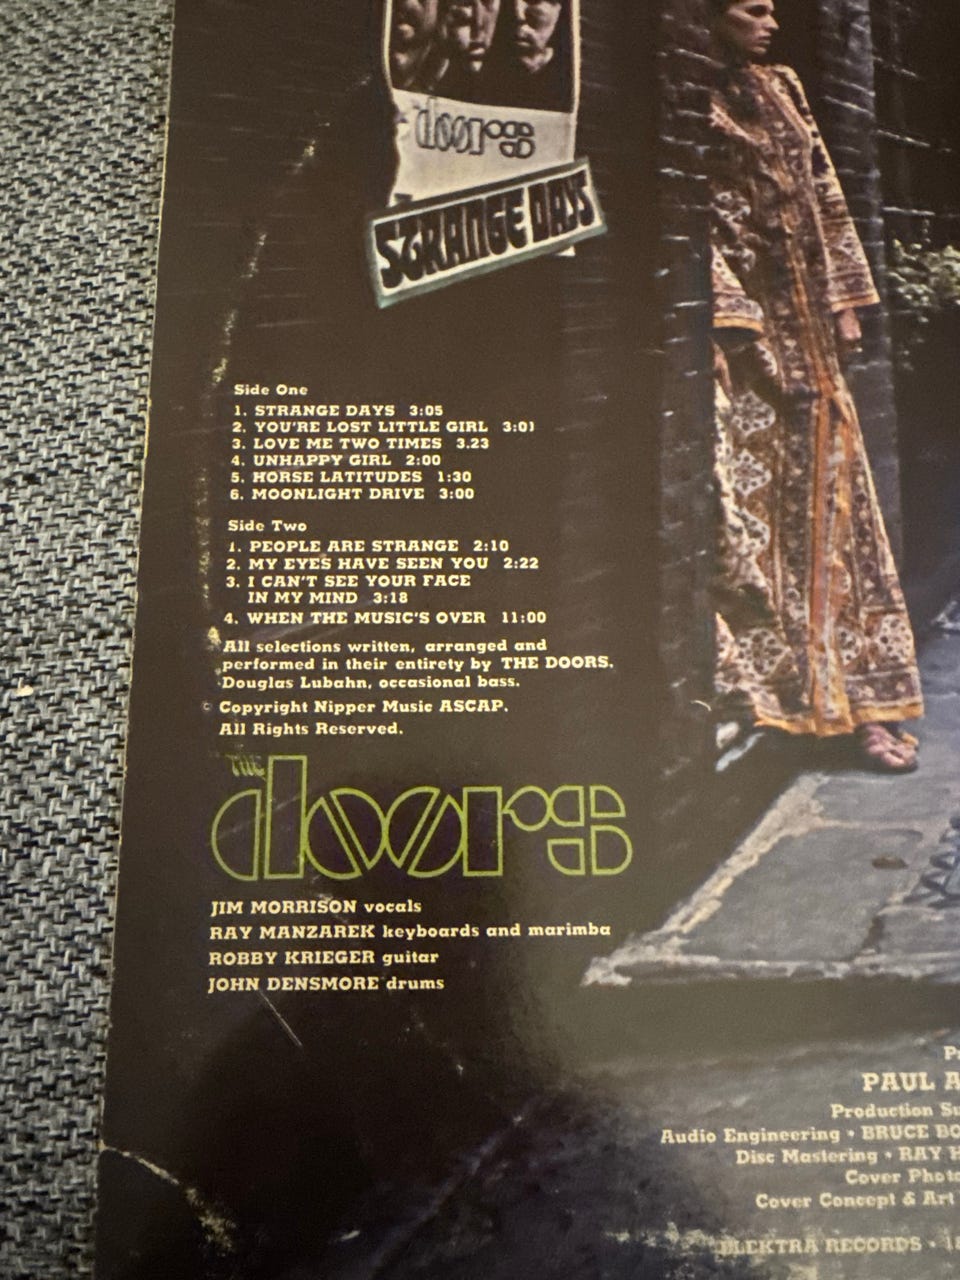 doors
STRANGE DAYS
Side One
1. STRANGE DAYS 3:05
2. YOU'RE LOST LITTLE GIRL 3:01
3. LOVE ME TWO TIMES 3.23
4. UNHAPPY GIRL 2:00
5. HORSE LATITUDES 1:30
6. MOONLIGHT DRIVE 3:00
Side Two
1. PEOPLE ARE STRANGE 2:10
2. MY EYES HAVE SEEN YOU 2:22
3. I CAN'T SEE YOUR FACE
IN MY MIND 3:18
4. WHEN THE MUSIC'S OVER 11:00
All selections written, arranged and
performed in their entirety by THE DOORS.
Douglas Lubahn, occasional bass.
© Copyright Nipper Music ASCAP.
All Rights Reserved.
THE
doors
JIM MORRISON vocals
RAY MANZAREK keyboards and marimba
ROBBY KRIEGER guitar
JOHN DENSMORE drums
PAUL A
Production Su
Audio Engineering • BRUCE BO
Disc Mastering • RAY H
Cover Photo
Cover Concept & Art
ELEKTRA RECORDS • 18